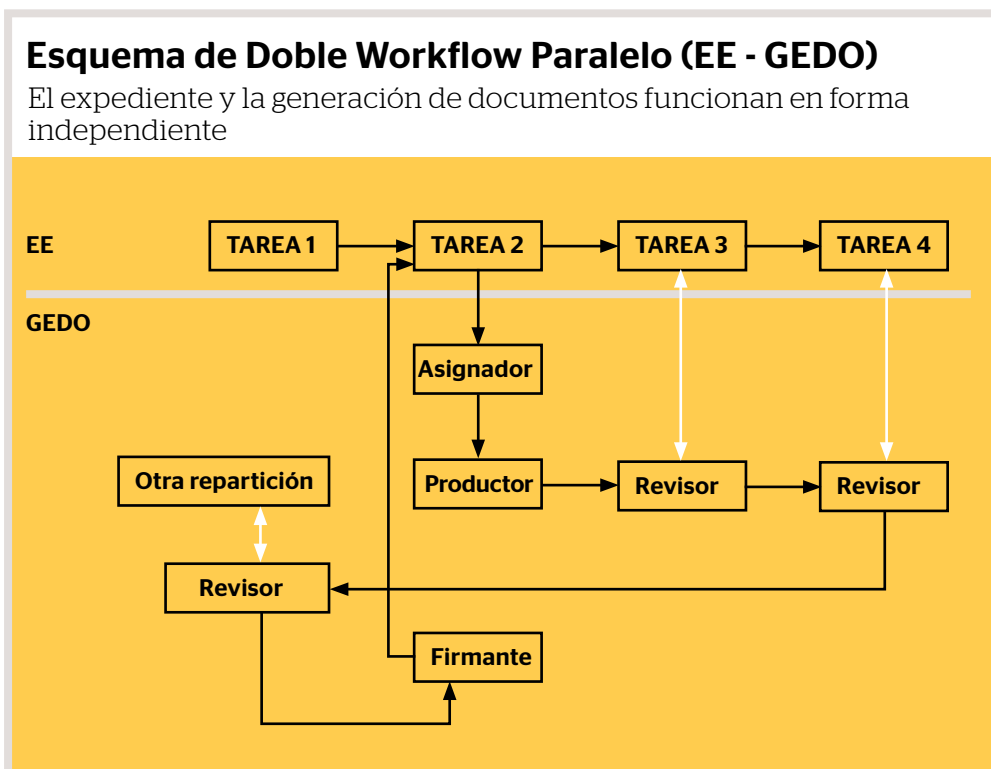 Esquema de Doble Workflow Paralelo (EE - GEDO)
El expediente y la generación de documentos funcionan en forma
independiente
EE
TAREA 1
TAREA 2
TAREA 3
TAREA 4
GEDO
Asignador
Otra repartición
Productor
Revisor
Revisor
Revisor
Firmante